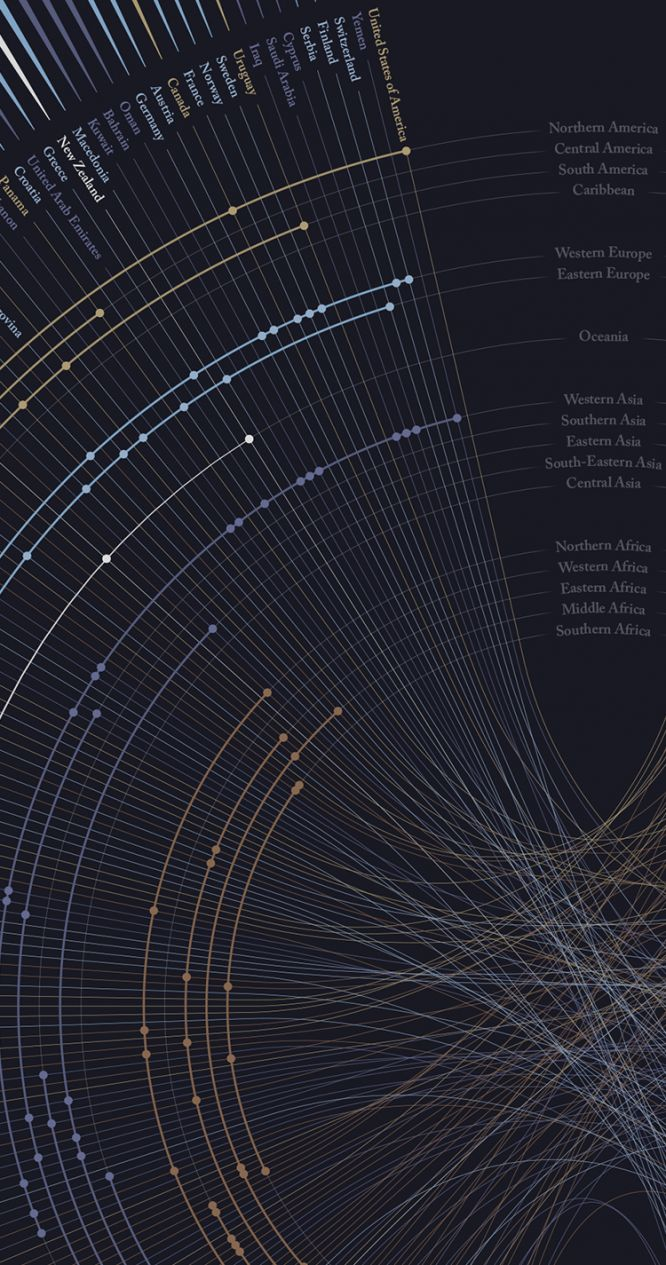 United States of America
Yemen
Switzerland
Finland
Serbia
Cyprus
Saudi Arabia
Iraq
Uruguay
Sweden
Norway
France
Canada
Austria
Germany
Oman
Bahrain
Kuwait
Macedonia
New Zealand
Greece
United Arab Emirates
Croatia
Panama
anon
ovina
Northern America
Central America
South America
Caribbean
Western Europe
Eastern Europe
Oceania
Western Asia
Southern Asia
Eastern Asia
South-Eastern Asia
Central Asia
Northern Africa
Western Africa
Eastern Africa
Middle Africa
Southern Africa